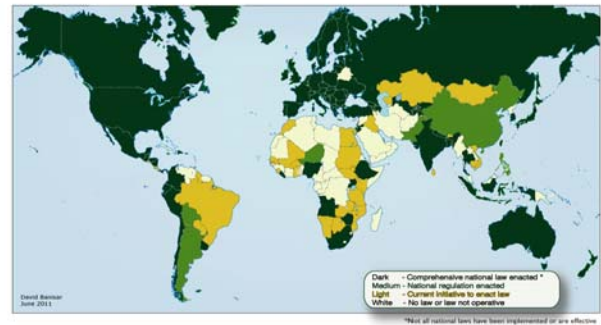 David Banisar
June 2011
Dark - Comprehensive national law enacted *
Medium - National regulation enacted
Light - Current initiative to enact law
White - No law or law not operative
*Not all national laws have been implemented or are effective